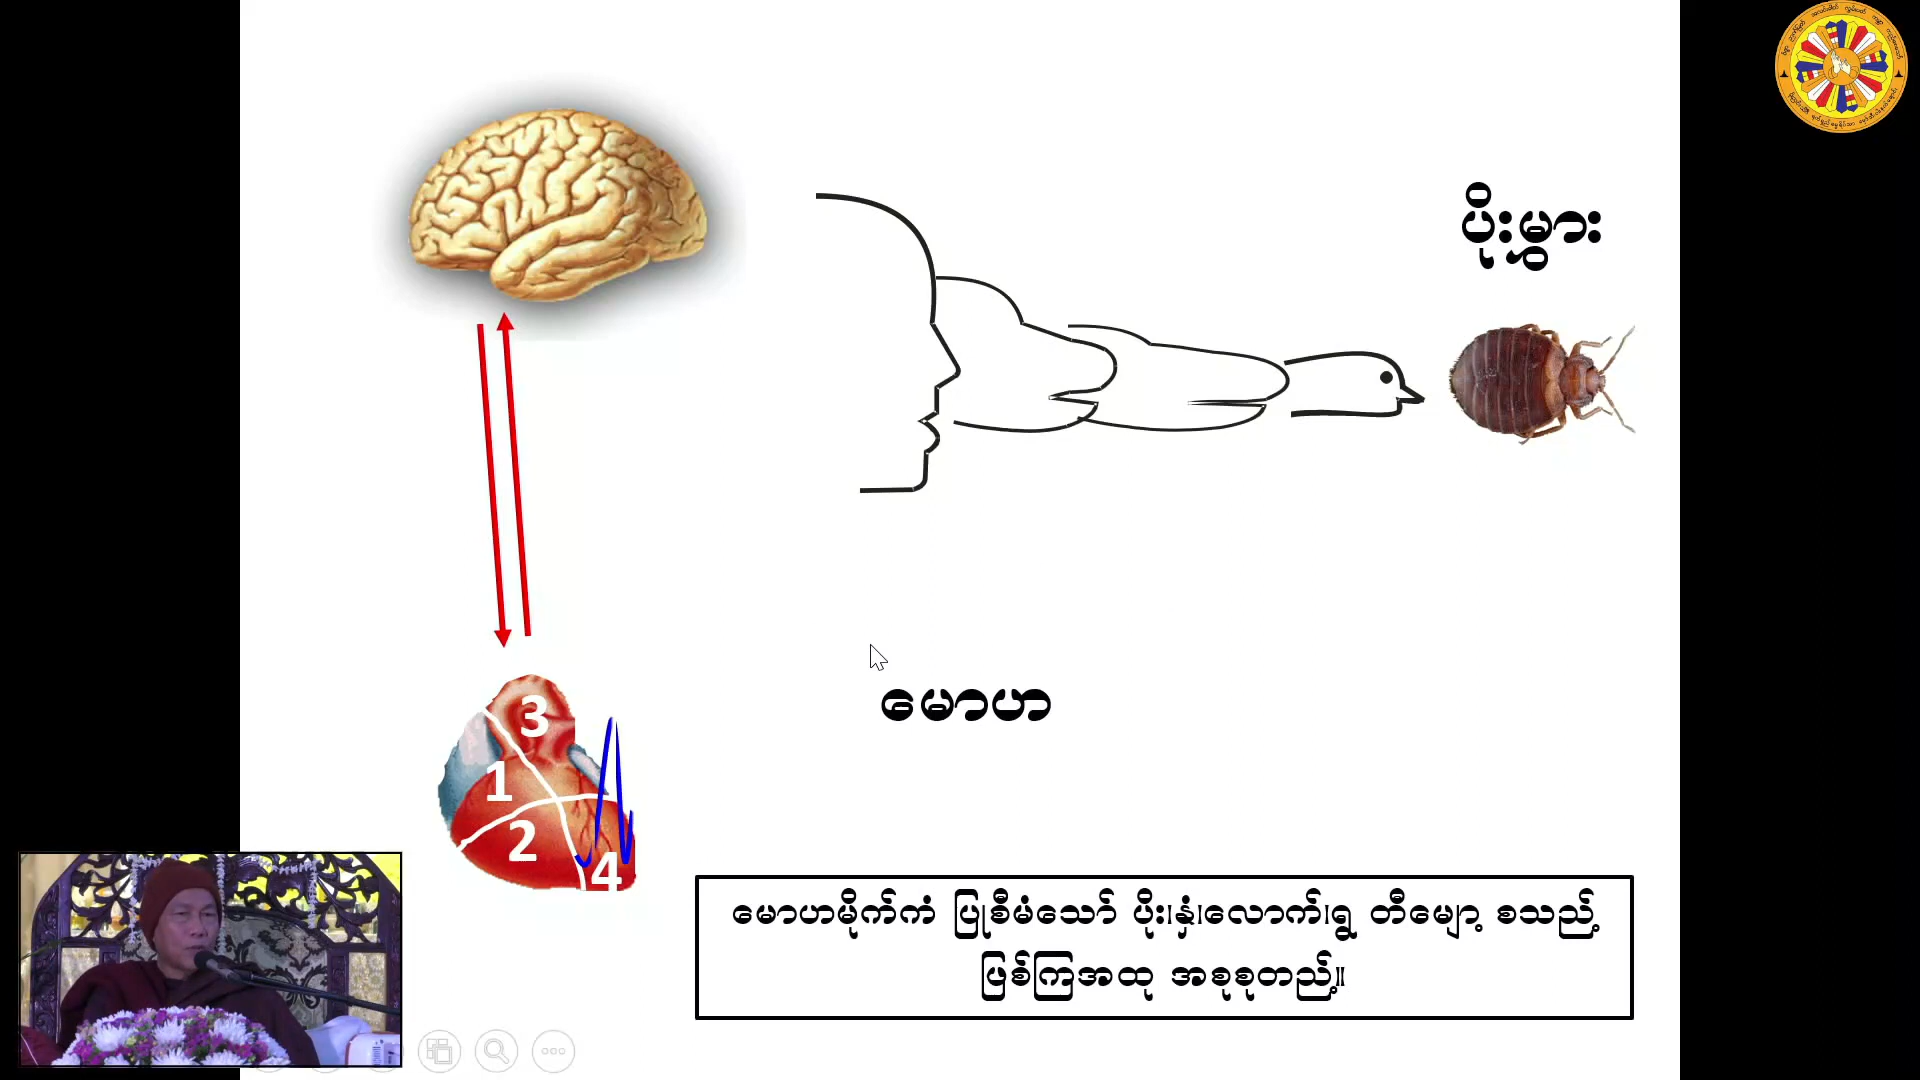 ပိုးမွှား
3
1
2
4
မောဟ
မောဟမိုက်ကံ ပြုစီမံသော် ပိုး၊နှံ၊လောက်၊ရွ တီမျော့ စသည့်
ဖြစ်ကြအထု အစုစုတည့်။